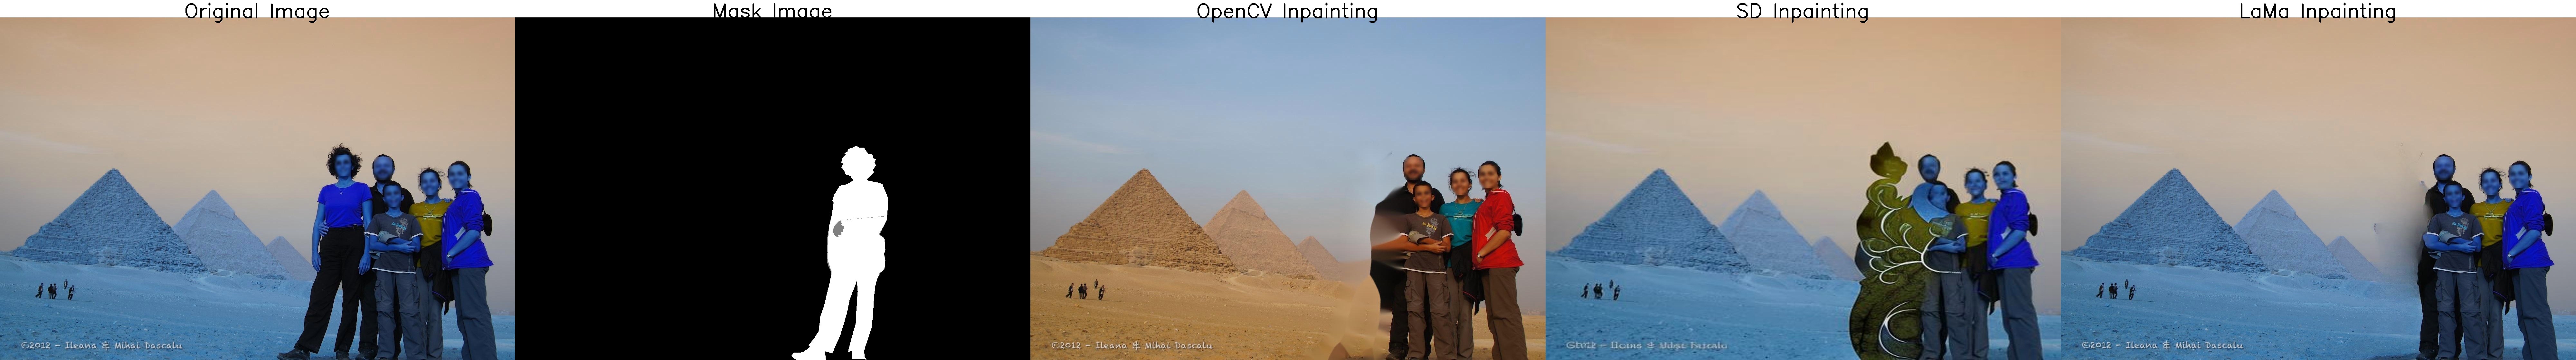 Original Image
Mask Image
OpenCV Inpainting
SD Inpainting
LaMa Inpainting
©2012 - Ileana & Mihai Dascalu
©2012 - Ileana & Mihai Dascalu
©2012 - Ileana & Mihai Dascalu